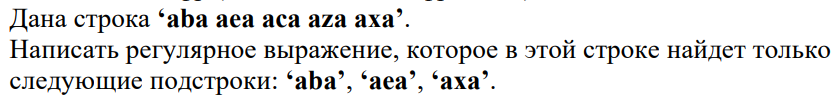 Дана строка ‘aba aea aca aza axa’.
Написать регулярное выражение, которое в этой строке найдет только
следующие подстроки: ‘aba’, ‘aea’, ‘axa’.